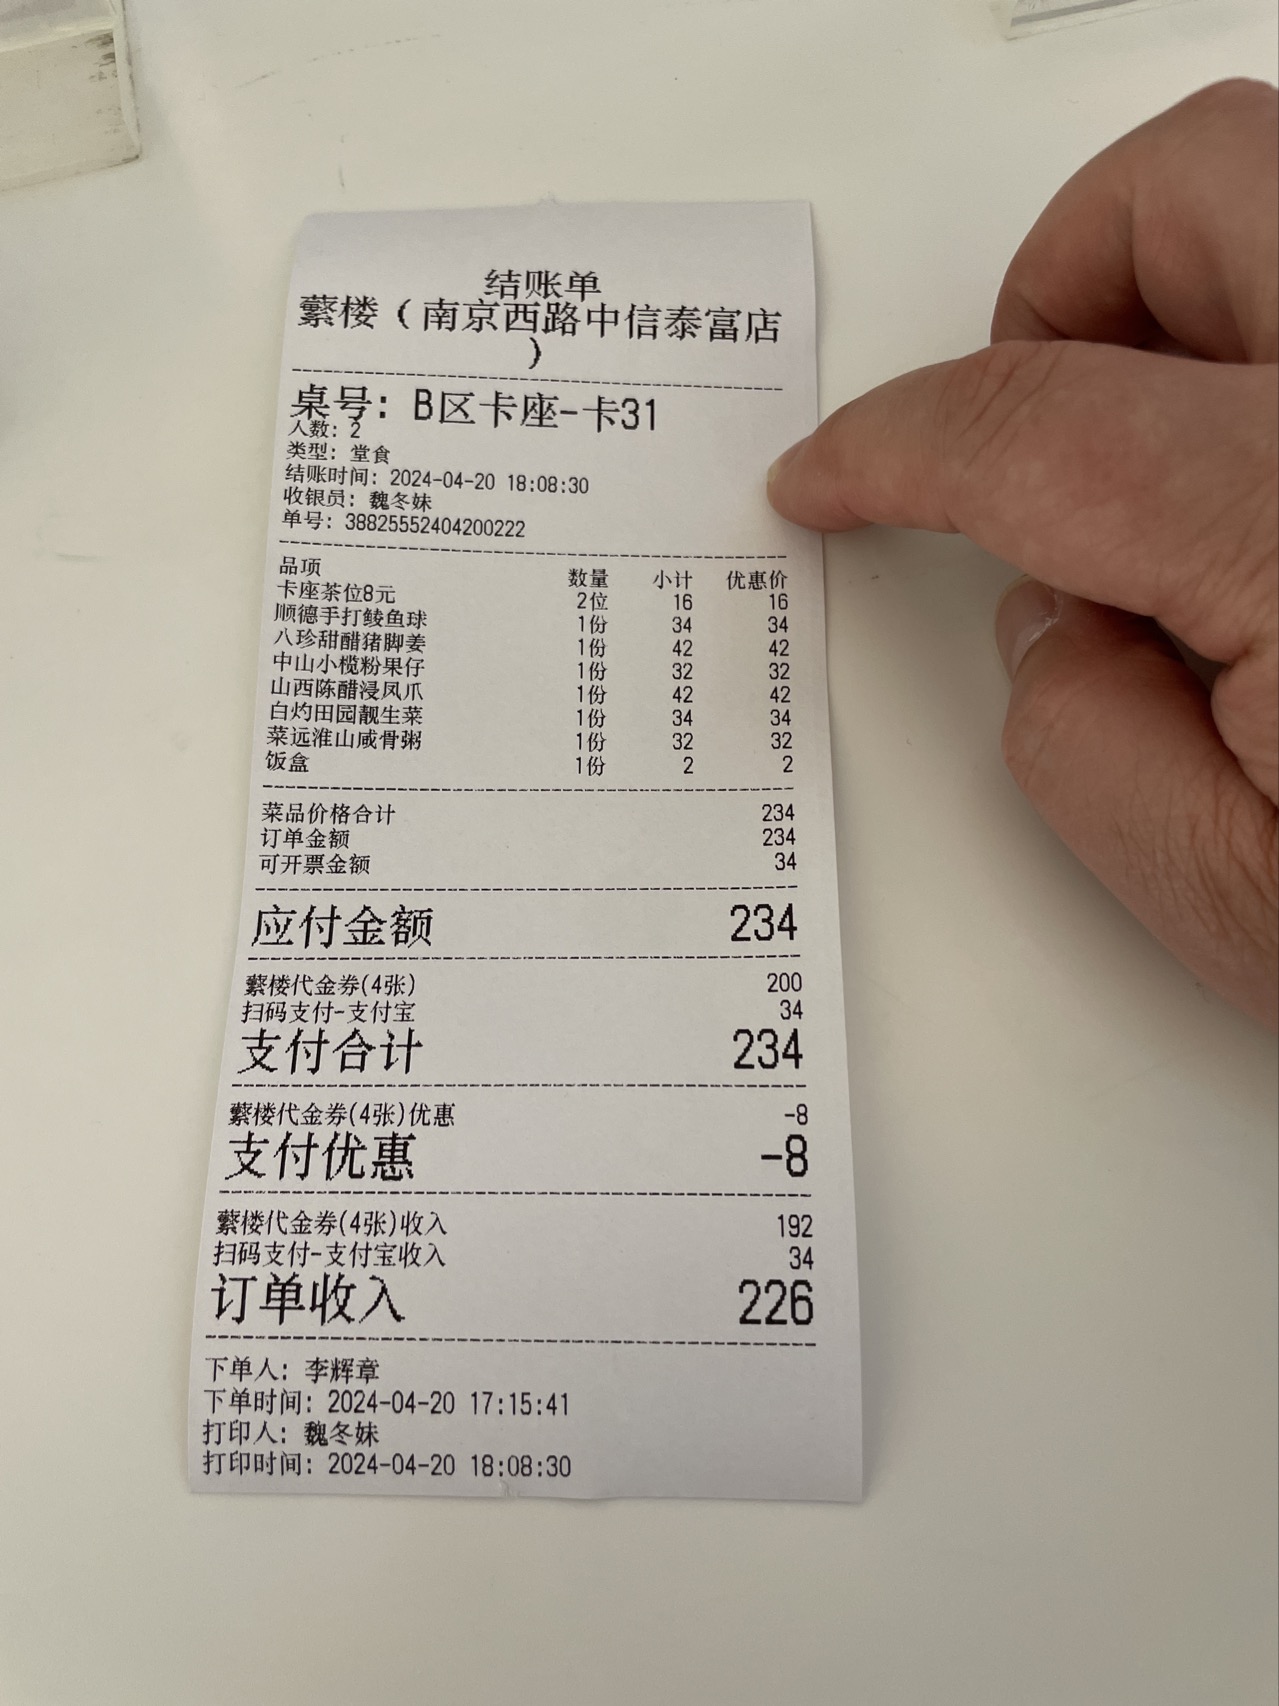 结账单
蘩楼（南京西路中信泰富店
）
桌号: B区卡座-卡31
人数: 2
类型: 堂食
结账时间: 2024-04-20 18:08:30
收银员: 魏冬妹
单号: 38825552404200222
品项 数量 小计 优惠价
卡座茶位8元 2位 16 16
顺德手打鲮鱼球 1份 34 34
八珍甜醋猪脚姜 1份 42 42
中山小榄粉果仔 1份 32 32
山西陈醋浸凤爪 1份 42 42
白灼田园靓生菜 1份 34 34
菜远淮山咸骨粥 1份 32 32
饭盒 1份 2 2
菜品价格合计 234
订单金额 234
可开票金额 34
应付金额 234
蘩楼代金券(4张) 200
扫码支付-支付宝 34
支付合计 234
蘩楼代金券(4张)优惠 -8
支付优惠 -8
蘩楼代金券(4张)收入 192
扫码支付-支付宝收入 34
订单收入 226
下单人: 李辉章
下单时间: 2024-04-20 17:15:41
打印人: 魏冬妹
打印时间: 2024-04-20 18:08:30